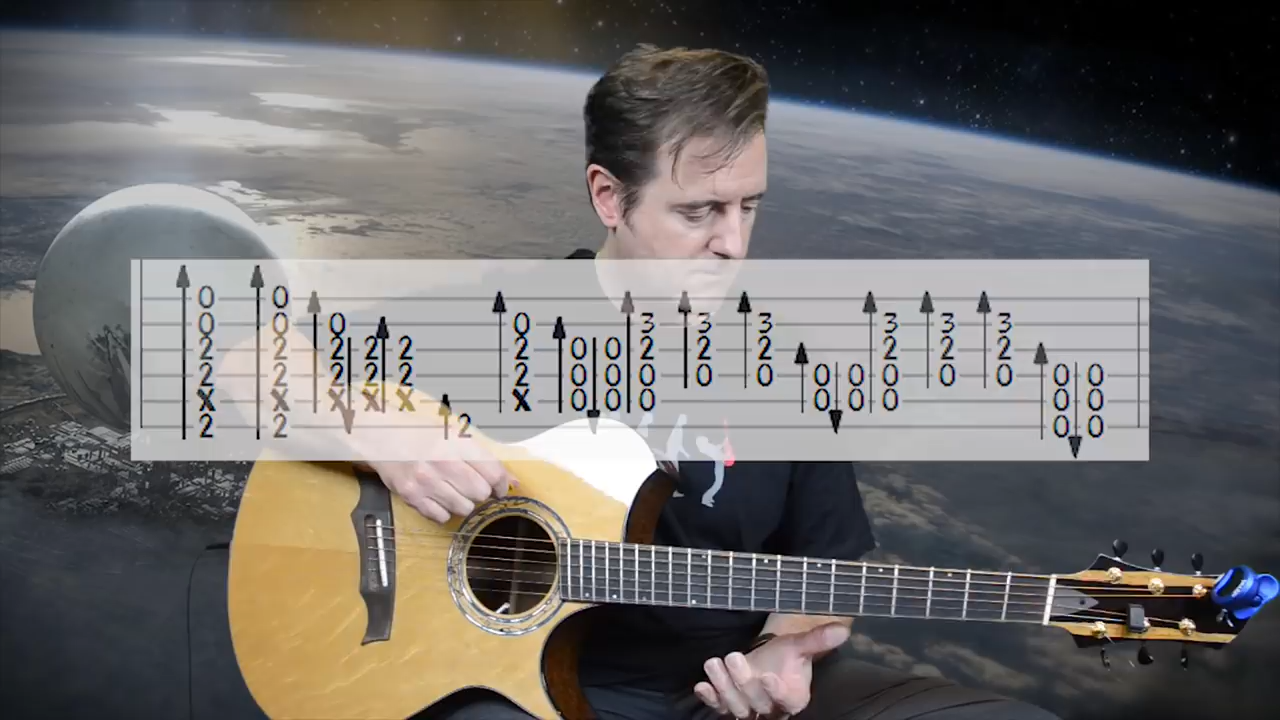 0 0
0 0 0 0 3 3 3 3 3 3
2 2 2 2 2 2 0 0 2 2 2 2 2 2
2 2 2 2 2 2 0 0 0 0 0 0 0 0 0 0 0 0
x x x x x x 0 0 0 0 0 0 0 0
2 2 2 0 0